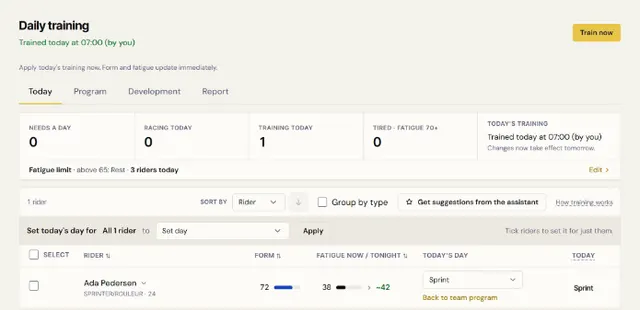 Daily training
Trained today at 07:00 (by you)
Train now
Apply today's training now. Form and fatigue update immediately.
Today Program Development Report
NEEDS A DAY RACING TODAY TRAINING TODAY TIRED · FATIGUE 70+ TODAY'S TRAINING
0 0 1 0 Trained today at 07:00 (by you)
Changes now take effect tomorrow.
Fatigue limit · above 65: Rest · 3 riders today Edit >
1 rider SORT BY Rider ↓ Group by type ☆ Get suggestions from the assistant How training works
Set today's day for All 1 rider to Set day Apply Tick riders to set it for just them.
SELECT RIDER ⇅ FORM ⇅ FATIGUE NOW / TONIGHT ⇅ TODAY'S DAY TODAY
Ada Pedersen 72 38 > ~42 Sprint Sprint
SPRINTER/ROULEUR · 24 Back to team program